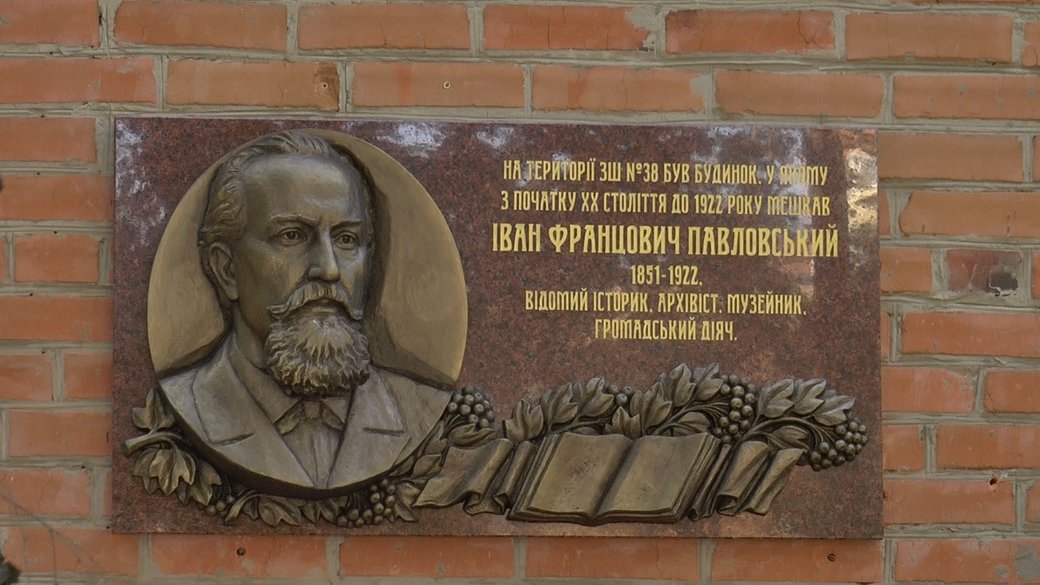 НА ТЕРИТОРІЇ ЗШ №38 БУВ БУДИНОК, У ЯКОМУ
З ПОЧАТКУ ХХ СТОЛІТТЯ ДО 1922 РОКУ МЕШКАВ
ІВАН ФРАНЦОВИЧ ПАВЛОВСЬКИЙ
1851-1922,
ВІДОМИЙ ІСТОРИК, АРХІВІСТ, МУЗЕЙНИК,
ГРОМАДСЬКИЙ ДІЯЧ.